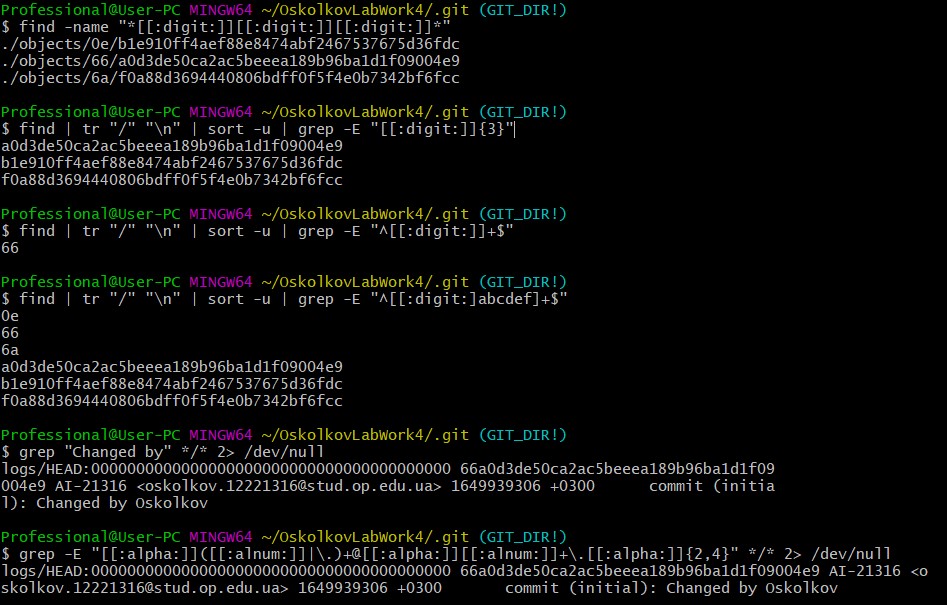 Professional@User-PC MINGW64 ~/OskolkovLabWork4/.git (GIT_DIR!)
$ find -name "*[[:digit:]][[:digit:]][[:digit:]]*"
./objects/0e/b1e910ff4aef88e8474abf2467537675d36fdc
./objects/66/a0d3de50ca2ac5beeea189b96ba1d1f09004e9
./objects/6a/f0a88d3694440806bdff0f5f4e0b7342bf6fcc
Professional@User-PC MINGW64 ~/OskolkovLabWork4/.git (GIT_DIR!)
$ find | tr "/" "\n" | sort -u | grep -E "[[:digit:]]{3}"
a0d3de50ca2ac5beeea189b96ba1d1f09004e9
b1e910ff4aef88e8474abf2467537675d36fdc
f0a88d3694440806bdff0f5f4e0b7342bf6fcc
Professional@User-PC MINGW64 ~/OskolkovLabWork4/.git (GIT_DIR!)
$ find | tr "/" "\n" | sort -u | grep -E "^[[:digit:]]+$"
66
Professional@User-PC MINGW64 ~/OskolkovLabWork4/.git (GIT_DIR!)
$ find | tr "/" "\n" | sort -u | grep -E "^[[:digit:]abcdef]+$"
0e
66
6a
a0d3de50ca2ac5beeea189b96ba1d1f09004e9
b1e910ff4aef88e8474abf2467537675d36fdc
f0a88d3694440806bdff0f5f4e0b7342bf6fcc
Professional@User-PC MINGW64 ~/OskolkovLabWork4/.git (GIT_DIR!)
$ grep "Changed by" */* 2> /dev/null
logs/HEAD:0000000000000000000000000000000000000000 66a0d3de50ca2ac5beeea189b96ba1d1f09
004e9 AI-21316 <oskolkov.12221316@stud.op.edu.ua> 1649939306 +0300      commit (initia
l): Changed by Oskolkov
Professional@User-PC MINGW64 ~/OskolkovLabWork4/.git (GIT_DIR!)
$ grep -E "[[:alpha:]]([[:alnum:]]|\.)+@[[:alpha:]][[:alnum:]]+\.[[:alpha:]]{2,4}" */* 2> /dev/null
logs/HEAD:0000000000000000000000000000000000000000 66a0d3de50ca2ac5beeea189b96ba1d1f09004e9 AI-21316 <o
skolkov.12221316@stud.op.edu.ua> 1649939306 +0300       commit (initial): Changed by Oskolkov